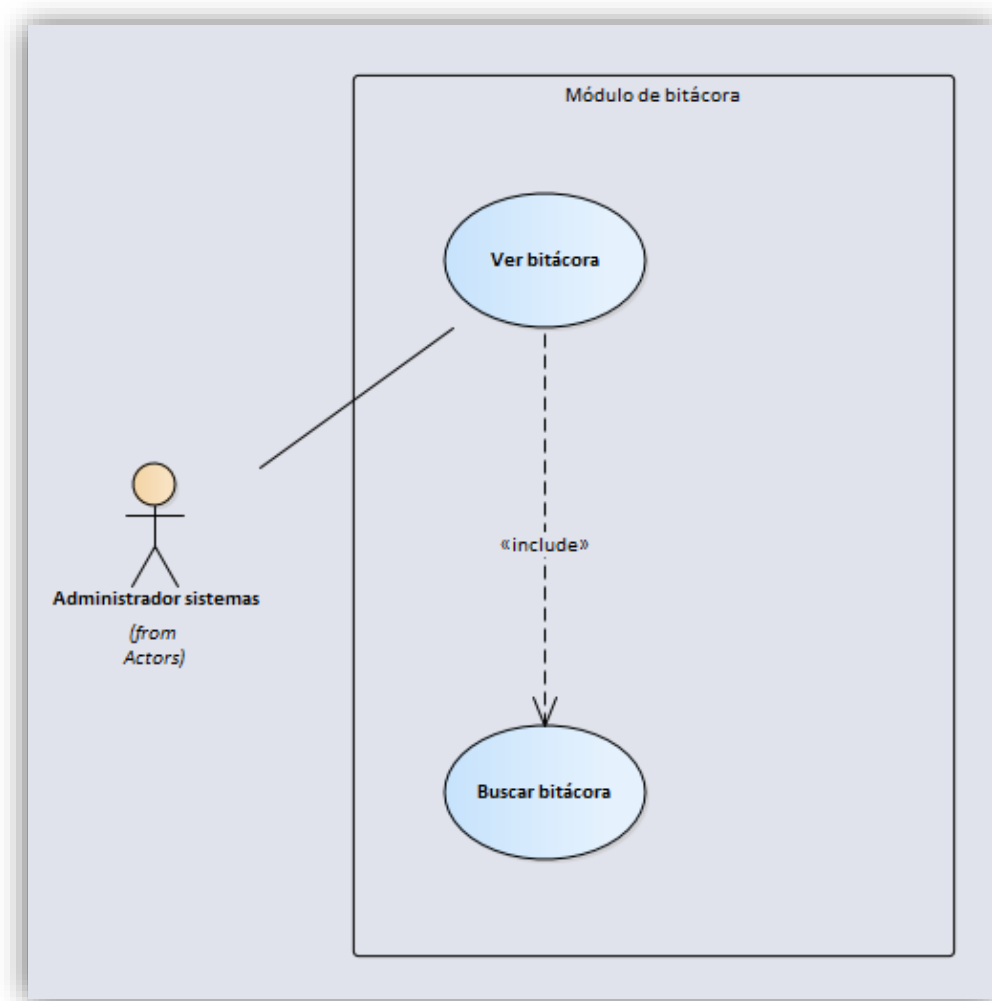 Módulo de bitácora
Ver bitácora
«include»
Administrador sistemas
(from
Actors)
Buscar bitácora